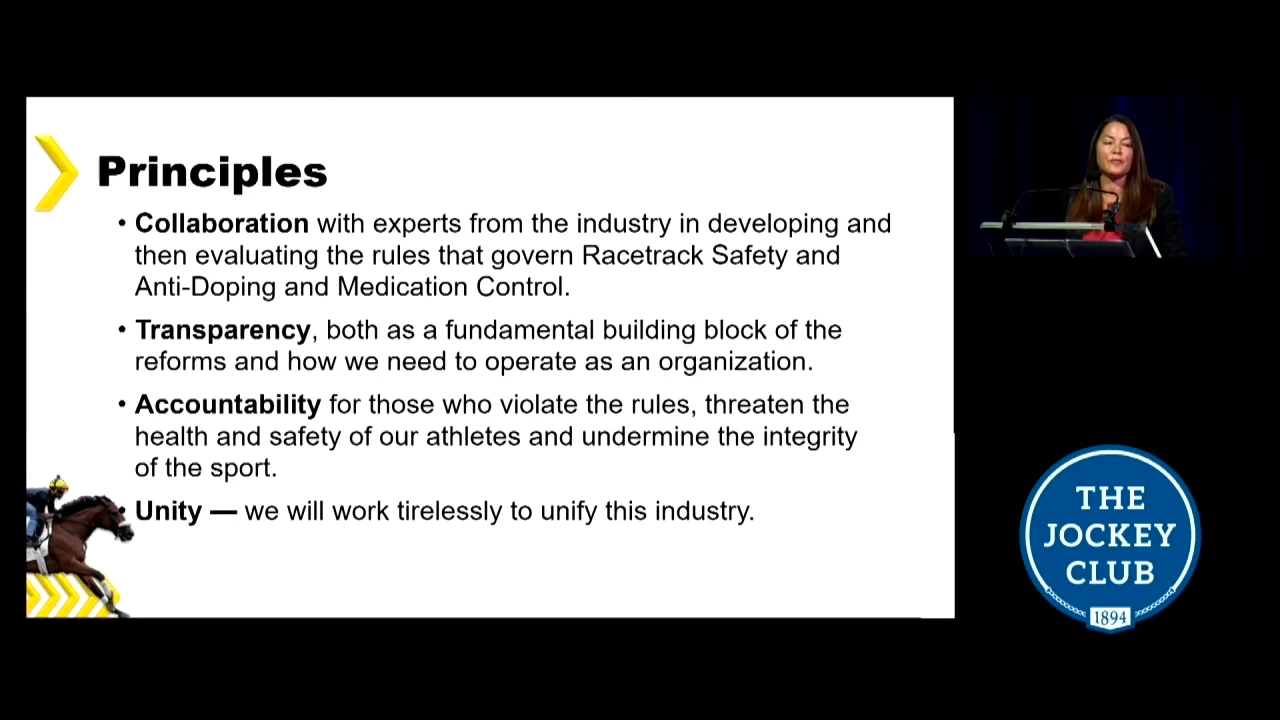 Principles
• Collaboration with experts from the industry in developing and
then evaluating the rules that govern Racetrack Safety and
Anti-Doping and Medication Control.
• Transparency, both as a fundamental building block of the
reforms and how we need to operate as an organization.
• Accountability for those who violate the rules, threaten the
health and safety of our athletes and undermine the integrity
of the sport.
• Unity — we will work tirelessly to unify this industry.
THE
JOCKEY
CLUB
1894